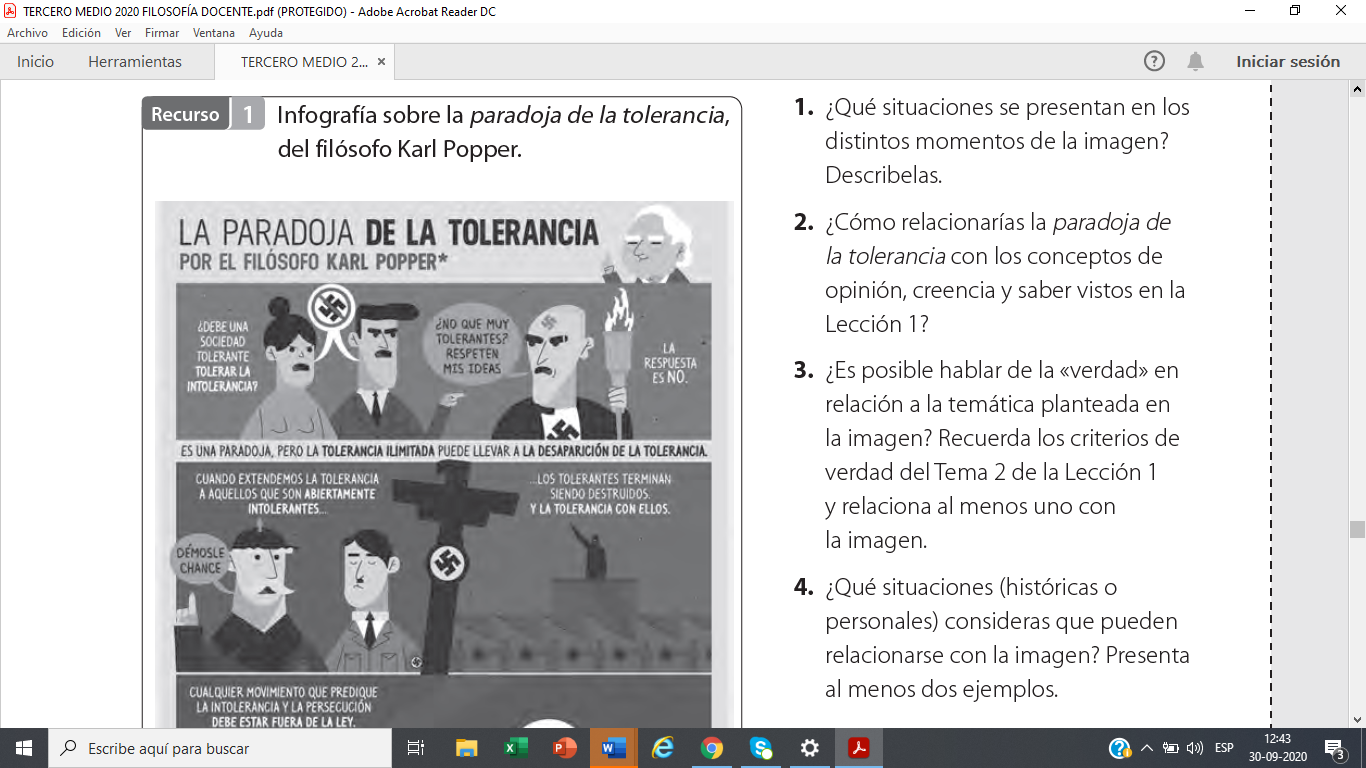 TERCERO MEDIO 2020 FILOSOFÍA DOCENTE.pdf (PROTEGIDO) - Adobe Acrobat Reader DC
Archivo Edición Ver Firmar Ventana Ayuda
Inicio Herramientas TERCERO MEDIO 2... × Iniciar sesión
Recurso 1 Infografía sobre la paradoja de la tolerancia,
del filósofo Karl Popper.
LA PARADOJA DE LA TOLERANCIA
POR EL FILÓSOFO KARL POPPER*
¿DEBE UNA
SOCIEDAD
TOLERANTE
TOLERAR LA
INTOLERANCIA?
¿NO QUE MUY
TOLERANTES?
RESPETEN
MIS IDEAS
LA
RESPUESTA
ES NO.
ES UNA PARADOJA, PERO LA TOLERANCIA ILIMITADA PUEDE LLEVAR A LA DESAPARICIÓN DE LA TOLERANCIA.
CUANDO EXTENDEMOS LA TOLERANCIA
A AQUELLOS QUE SON ABIERTAMENTE
INTOLERANTES...
...LOS TOLERANTES TERMINAN
SIENDO DESTRUIDOS.
Y LA TOLERANCIA CON ELLOS.
DÉMOSLE
CHANCE
CUALQUIER MOVIMIENTO QUE PREDIQUE
LA INTOLERANCIA Y LA PERSECUCIÓN
DEBE ESTAR FUERA DE LA LEY.
1. ¿Qué situaciones se presentan en los
distintos momentos de la imagen?
Describelas.
2. ¿Cómo relacionarías la paradoja de
la tolerancia con los conceptos de
opinión, creencia y saber vistos en la
Lección 1?
3. ¿Es posible hablar de la «verdad» en
relación a la temática planteada en
la imagen? Recuerda los criterios de
verdad del Tema 2 de la Lección 1
y relaciona al menos uno con
la imagen.
4. ¿Qué situaciones (históricas o
personales) consideras que pueden
relacionarse con la imagen? Presenta
al menos dos ejemplos.
Escribe aquí para buscar
ESP
12:43
30-09-2020
3